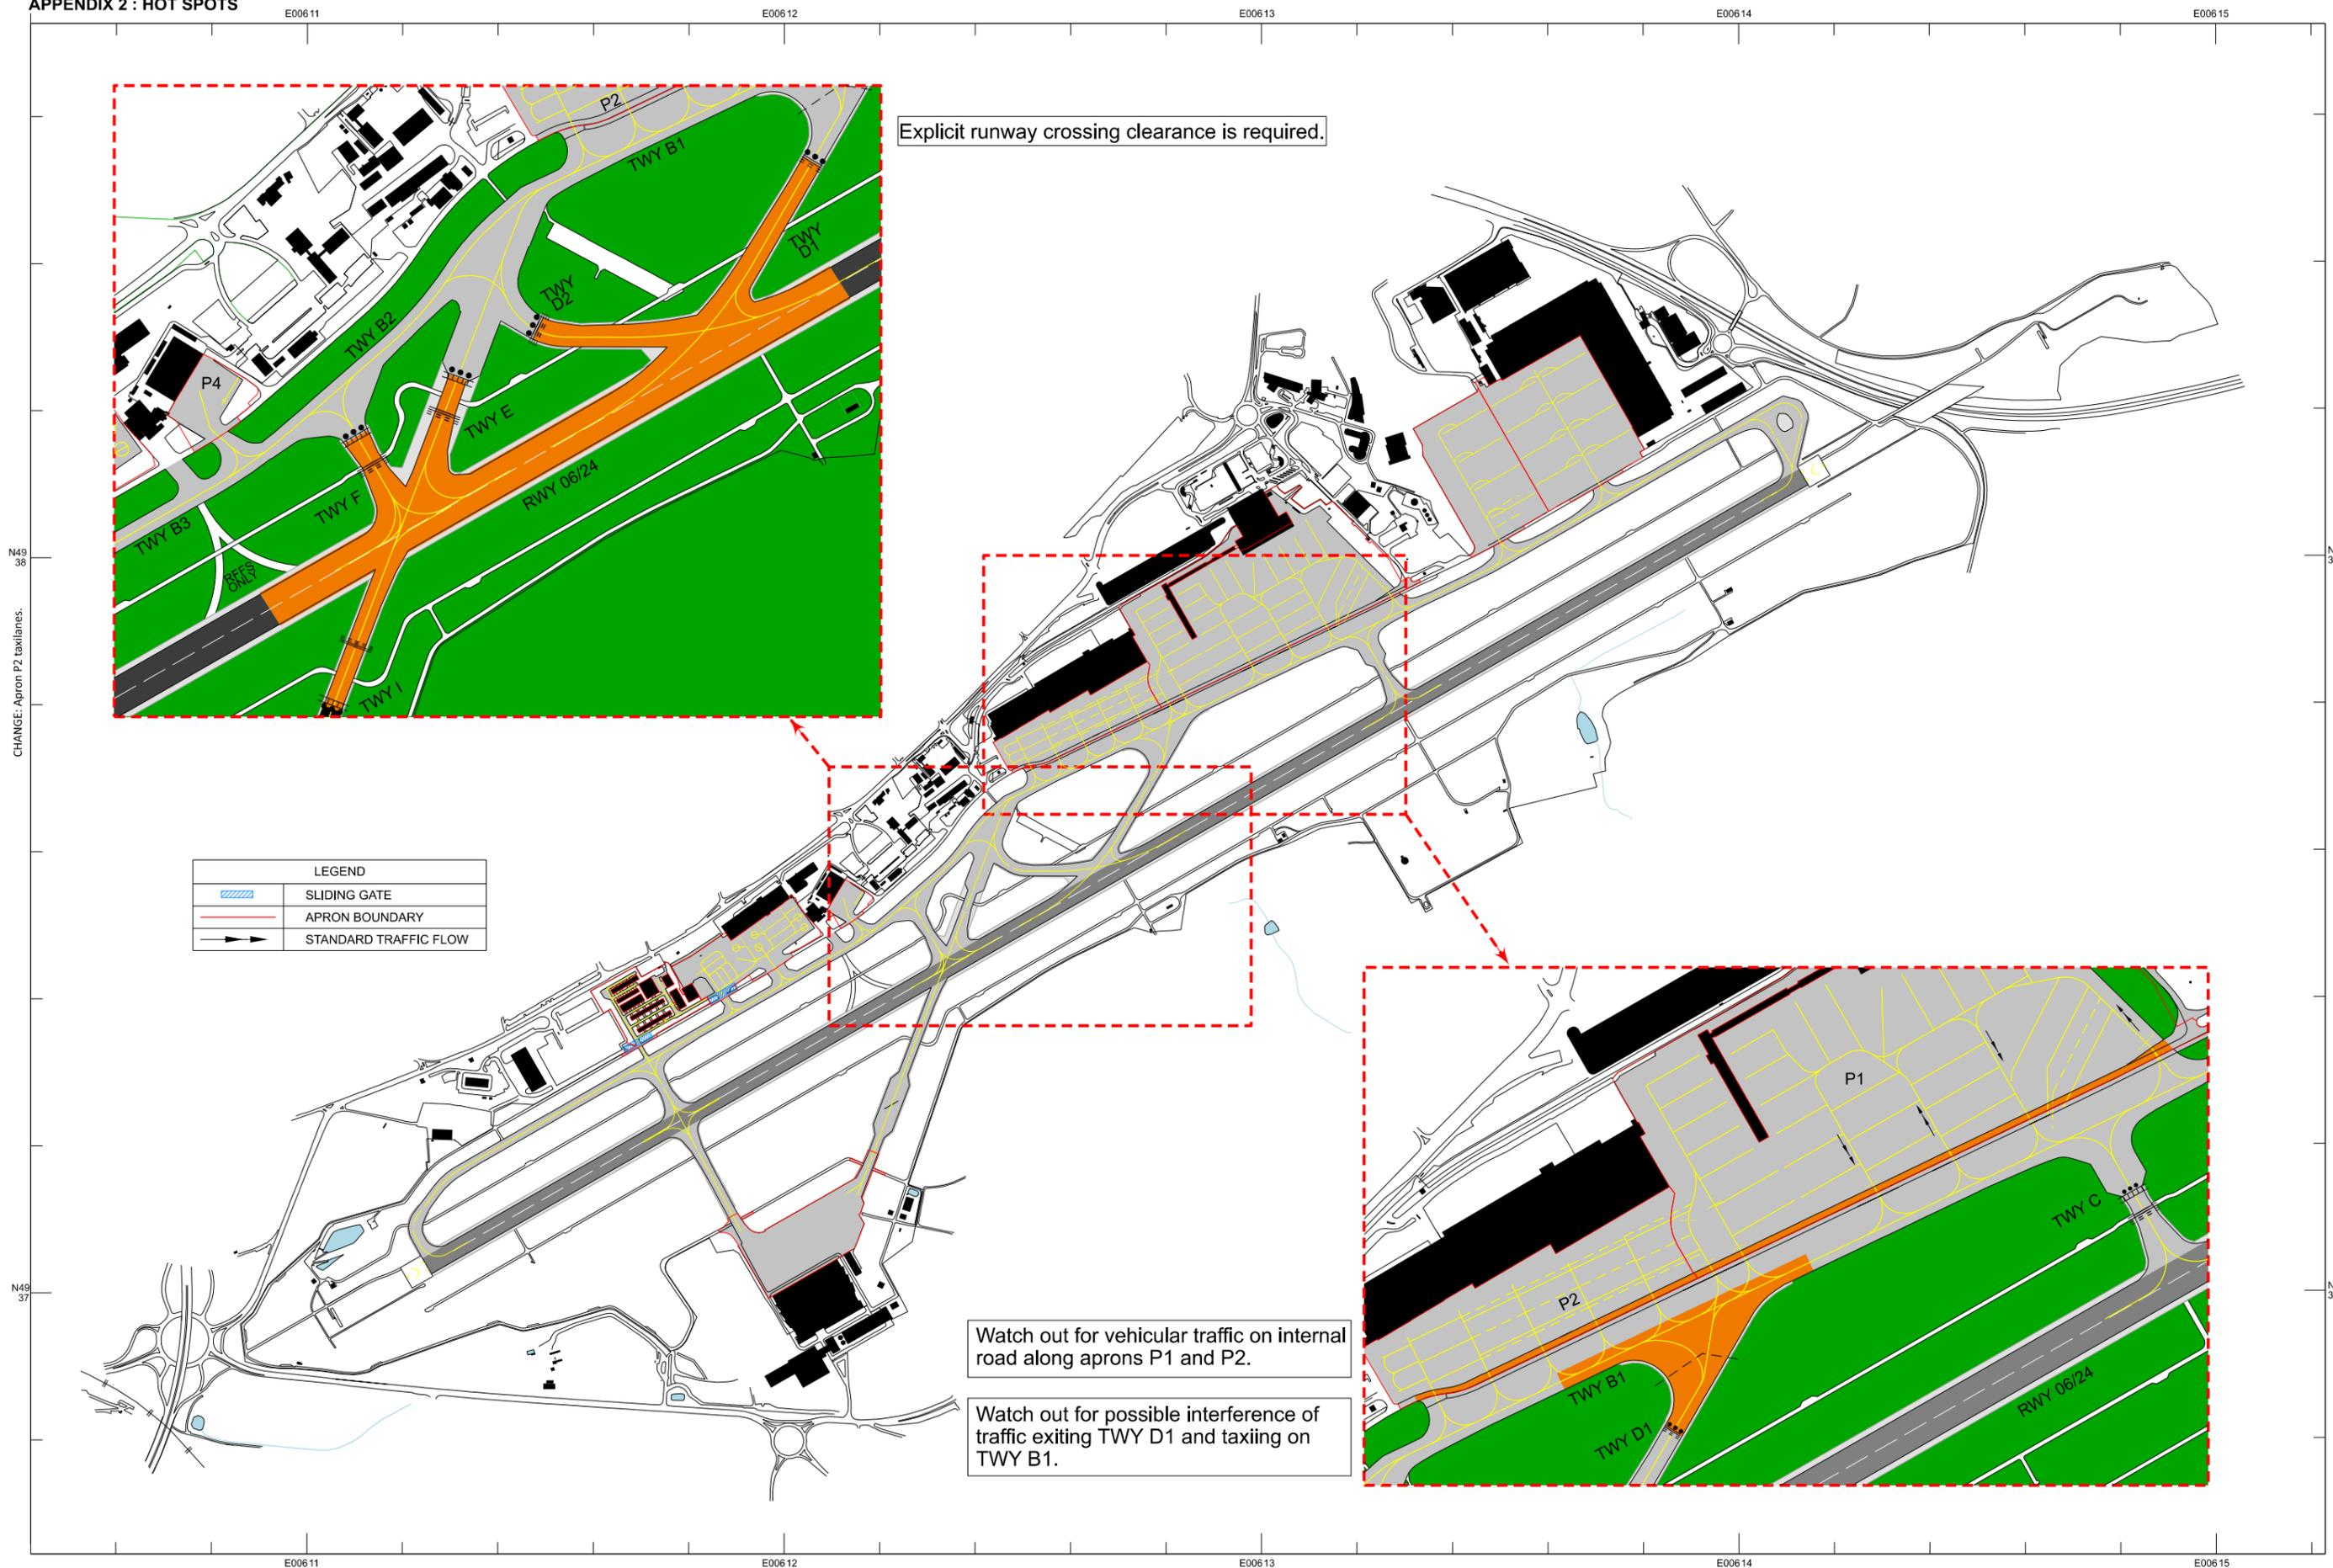 APPENDIX 2 : HOT SPOTS
E00611
E00612
E00613
E00614
E00615
P2
TWY B1
TWY
D1
TWY
D2
TWY B2
P4
TWY E
RWY 06/24
TWY F
TWY B3
RFFS
ONLY
TWY I
Explicit runway crossing clearance is required.
N49
38
CHANGE: Apron P2 taxilanes.
LEGEND
SLIDING GATE
APRON BOUNDARY
STANDARD TRAFFIC FLOW
N49
37
P1
TWY C
P2
TWY B1
TWY D1
RWY 06/24
Watch out for vehicular traffic on internal
road along aprons P1 and P2.
Watch out for possible interference of
traffic exiting TWY D1 and taxiing on
TWY B1.
E00611
E00612
E00613
E00614
E00615